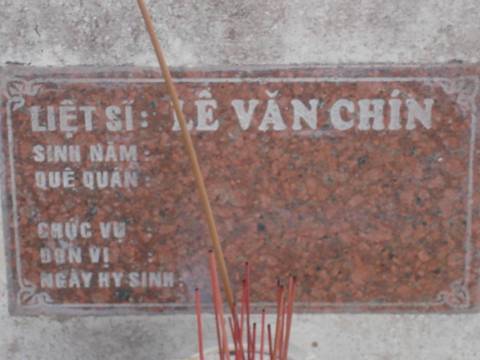 LIỆT SĨ: LÊ VĂN CHÍN
SINH NĂM:
QUÊ QUÁN:
CHỨC VỤ :
ĐƠN VỊ :
NGÀY HY SINH: